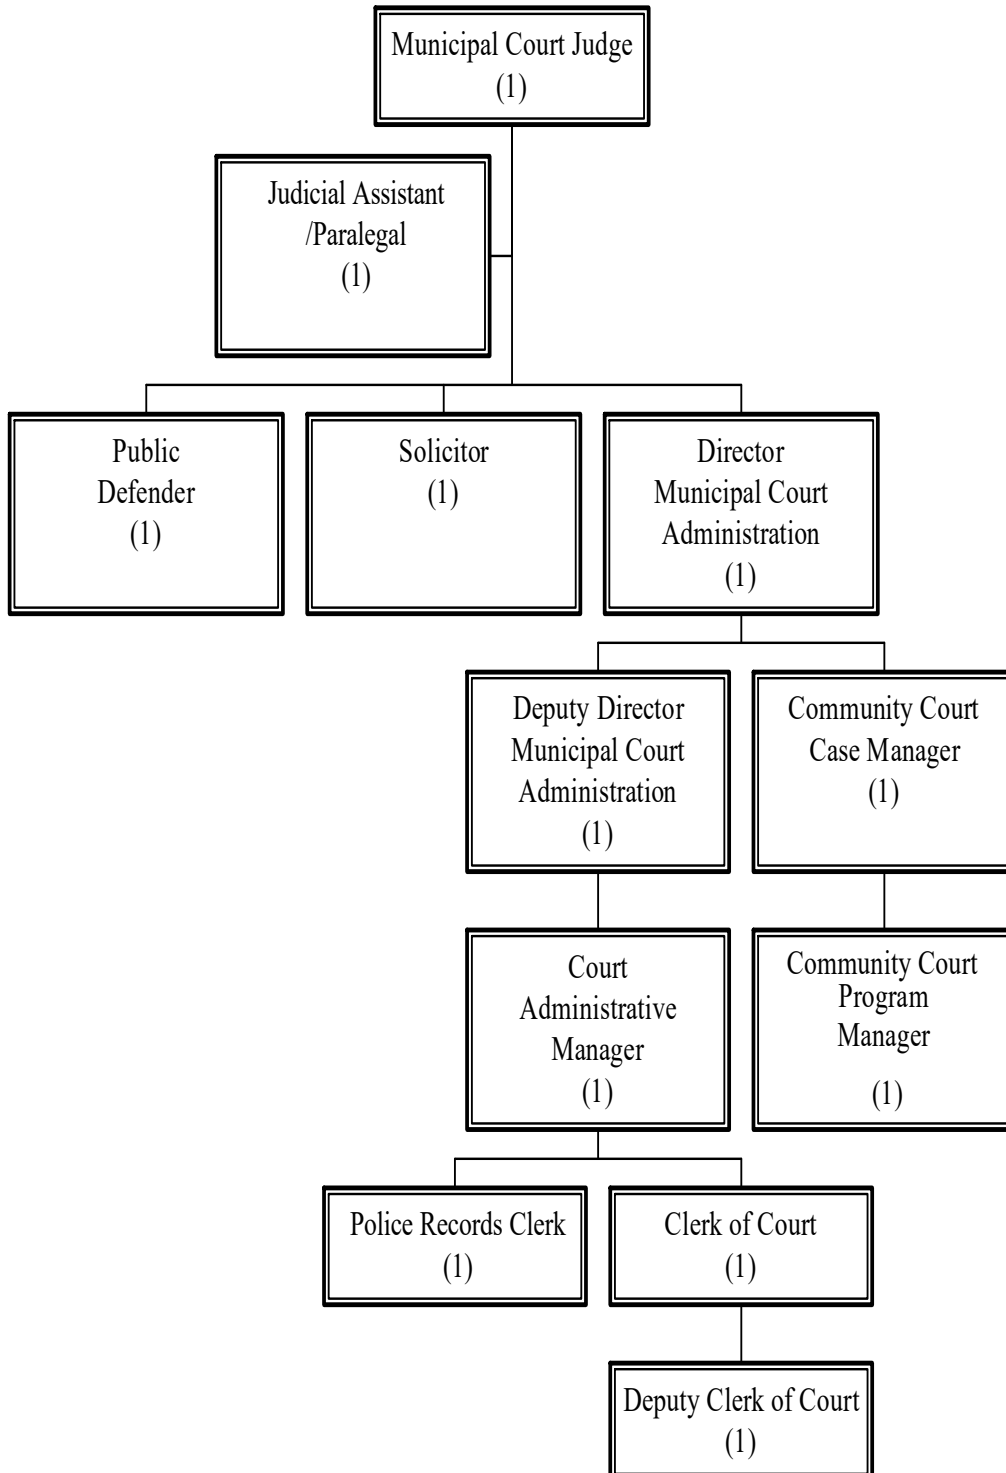 Municipal Court Judge
(1)
Judicial Assistant
/Paralegal
(1)
Public
Defender
(1)
Solicitor
(1)
Director
Municipal Court
Administration
(1)
Deputy Director
Municipal Court
Administration
(1)
Community Court
Case Manager
(1)
Court
Administrative
Manager
(1)
Community Court
Program
Manager
(1)
Police Records Clerk
(1)
Clerk of Court
(1)
Deputy Clerk of Court
(1)